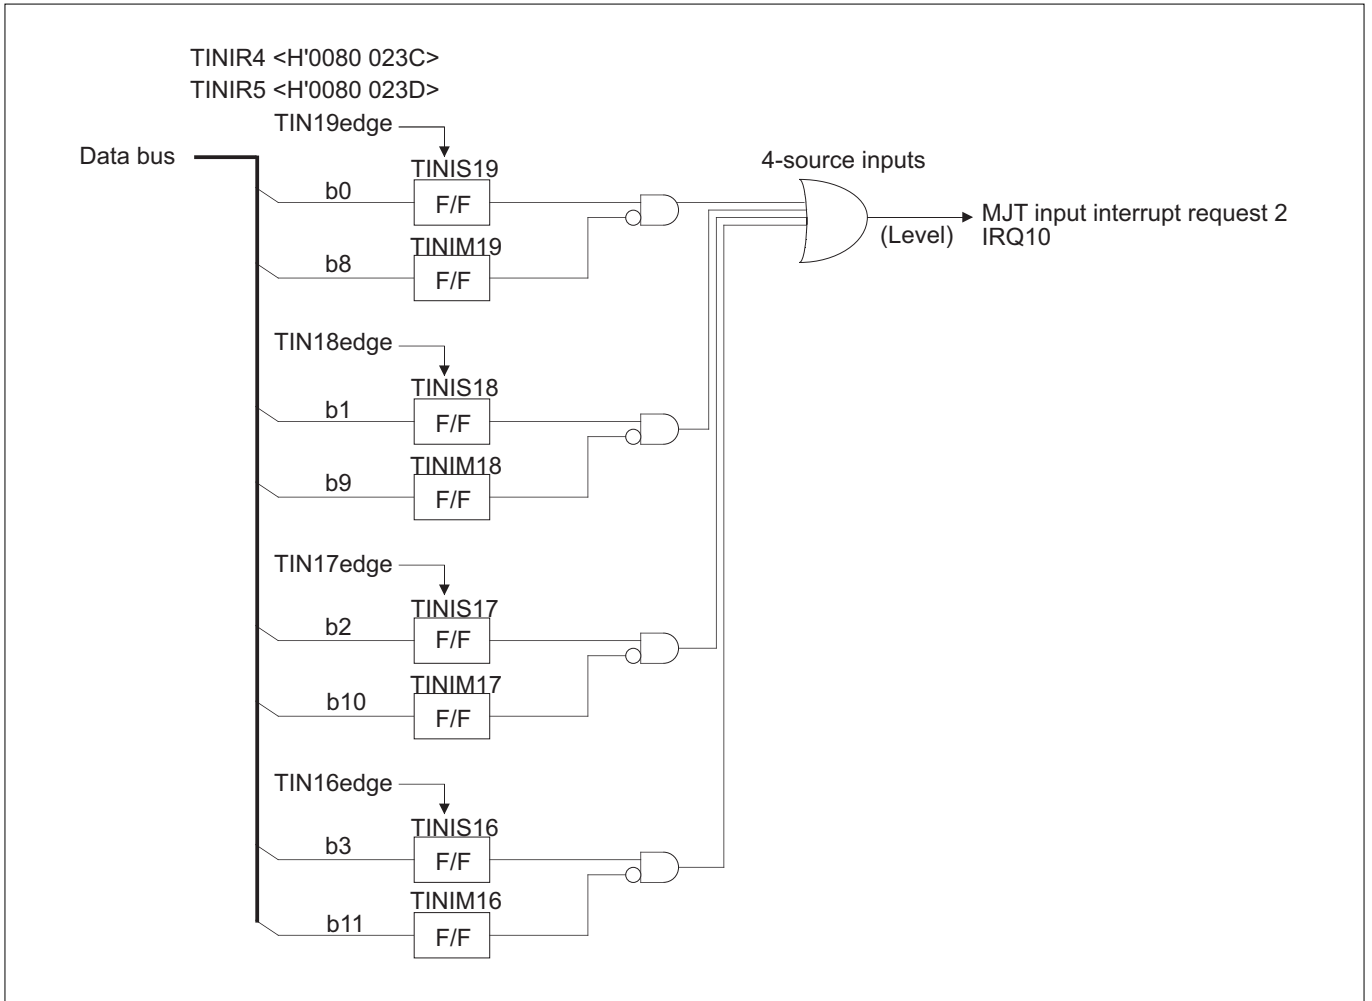 TINIR4 <H'0080 023C>
TINIR5 <H'0080 023D>
TIN19edge
Data bus
TINIS19
4-source inputs
b0
F/F
MJT input interrupt request 2
(Level)
IRQ10
TINIM19
b8
F/F
TIN18edge
TINIS18
b1
F/F
TINIM18
b9
F/F
TIN17edge
TINIS17
b2
F/F
TINIM17
b10
F/F
TIN16edge
TINIS16
b3
F/F
TINIM16
b11
F/F